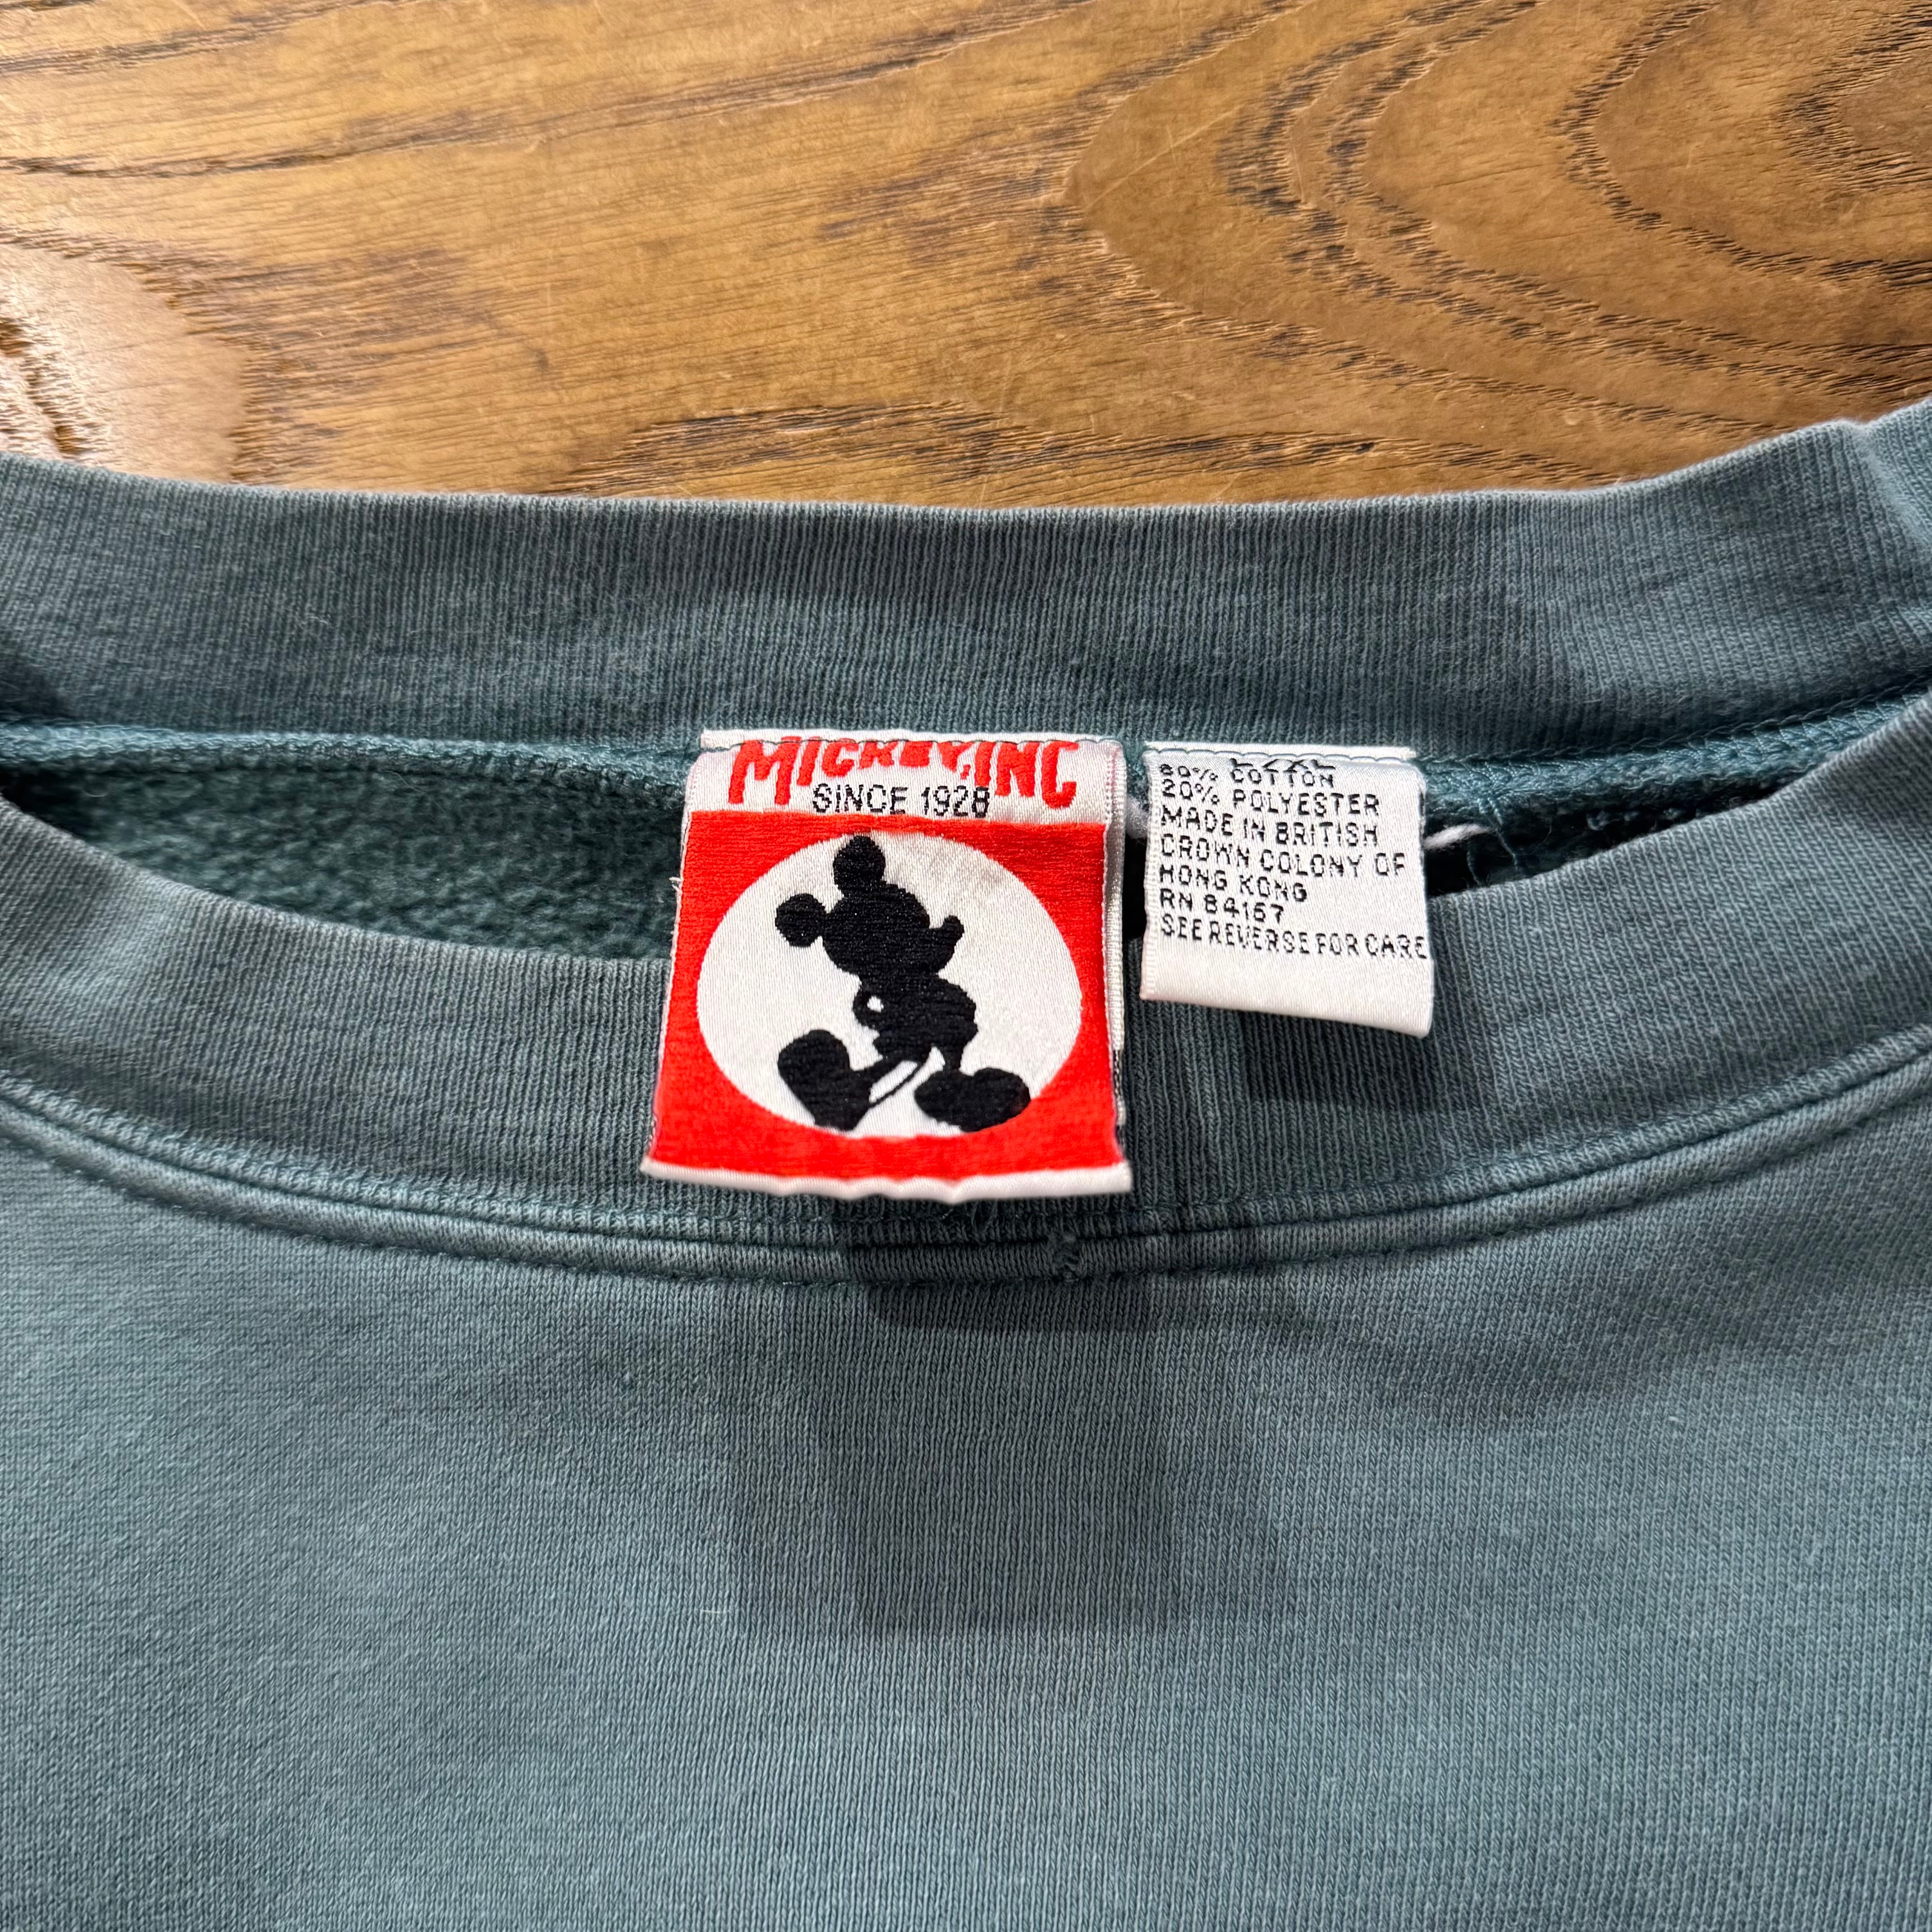 MICKEY, INC
SINCE 1928
L/XL
80% COTTON
20% POLYESTER
MADE IN BRITISH
CROWN COLONY OF
HONG KONG
RN 84167
SEE REVERSE FOR CARE